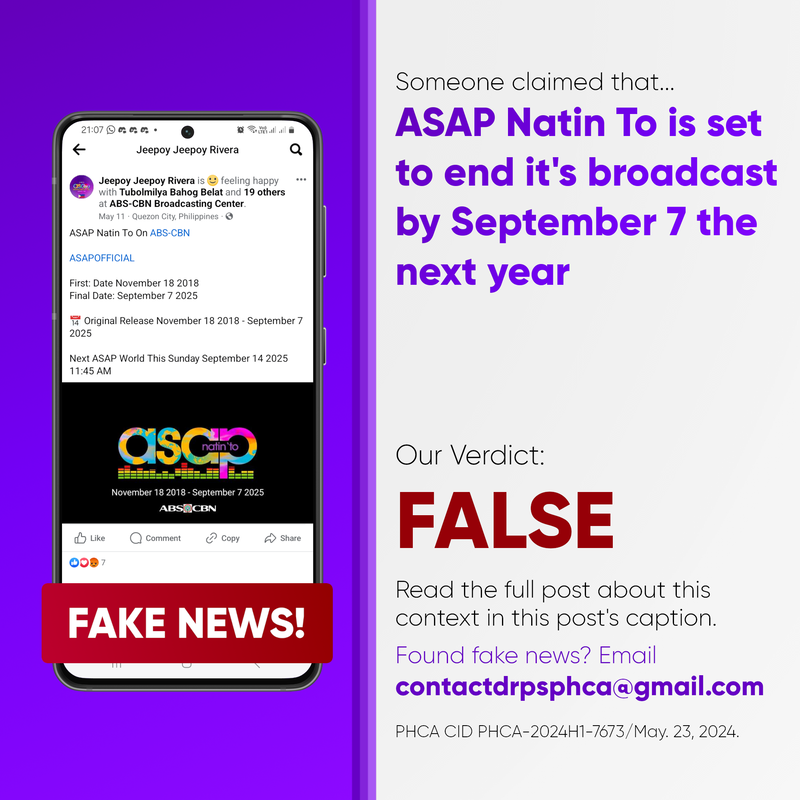 21:07
Jeepoy Jeepoy Rivera
Jeepoy Jeepoy Rivera is 😀 feeling happy
with Tubolmilya Bahog Belat and 19 others
at ABS-CBN Broadcasting Center.
May 11 · Quezon City, Philippines ·
ASAP Natin To On ABS-CBN
ASAPOFFICIAL
First: Date November 18 2018
Final Date: September 7 2025
📅 Original Release November 18 2018 - September 7
2025
Next ASAP World This Sunday September 14 2025
11:45 AM
asap
natin 'to
November 18 2018 - September 7 2025
ABS-CBN
Like Comment Copy Share
7
FAKE NEWS!
Someone claimed that...
ASAP Natin To is set
to end it's broadcast
by September 7 the
next year
Our Verdict:
FALSE
Read the full post about this
context in this post's caption.
Found fake news? Email
contactdrpsphca@gmail.com
PHCA CID PHCA-2024H1-7673/May. 23, 2024.